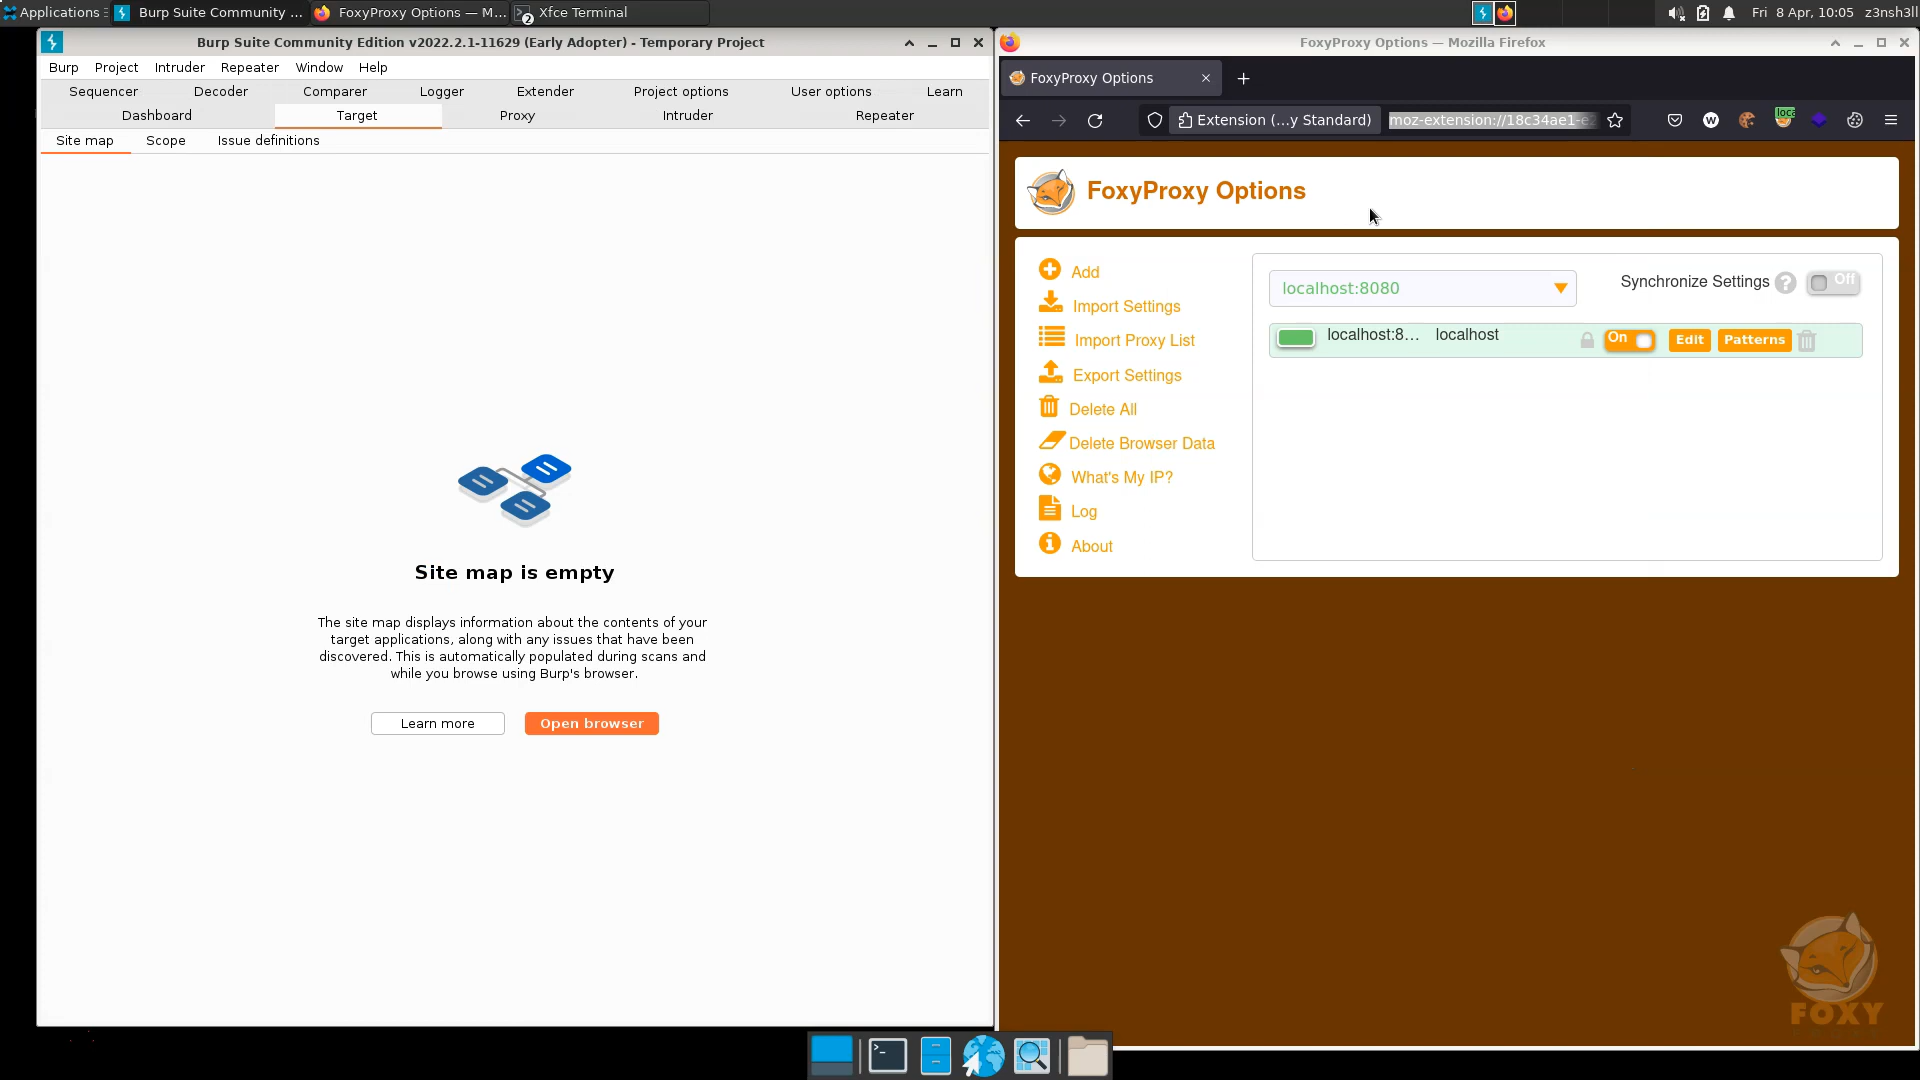 Applications
Burp Suite Community ...
FoxyProxy Options — M...
2
Xfce Terminal
Fri 8 Apr, 10:05
z3nsh3ll
Burp Suite Community Edition v2022.2.1-11629 (Early Adopter) - Temporary Project
Burp Project Intruder Repeater Window Help
Sequencer Decoder Comparer Logger Extender Project options User options Learn
Dashboard Target Proxy Intruder Repeater
Site map Scope Issue definitions
Site map is empty
The site map displays information about the contents of your
target applications, along with any issues that have been
discovered. This is automatically populated during scans and
while you browse using Burp's browser.
Learn more
Open browser
FoxyProxy Options — Mozilla Firefox
FoxyProxy Options
Extension (...y Standard)
moz-extension://18c34ae1-e
FoxyProxy Options
Add
Import Settings
Import Proxy List
Export Settings
Delete All
Delete Browser Data
What's My IP?
Log
About
localhost:8080
Synchronize Settings ? Off
localhost:8... localhost On Edit Patterns
FOXY